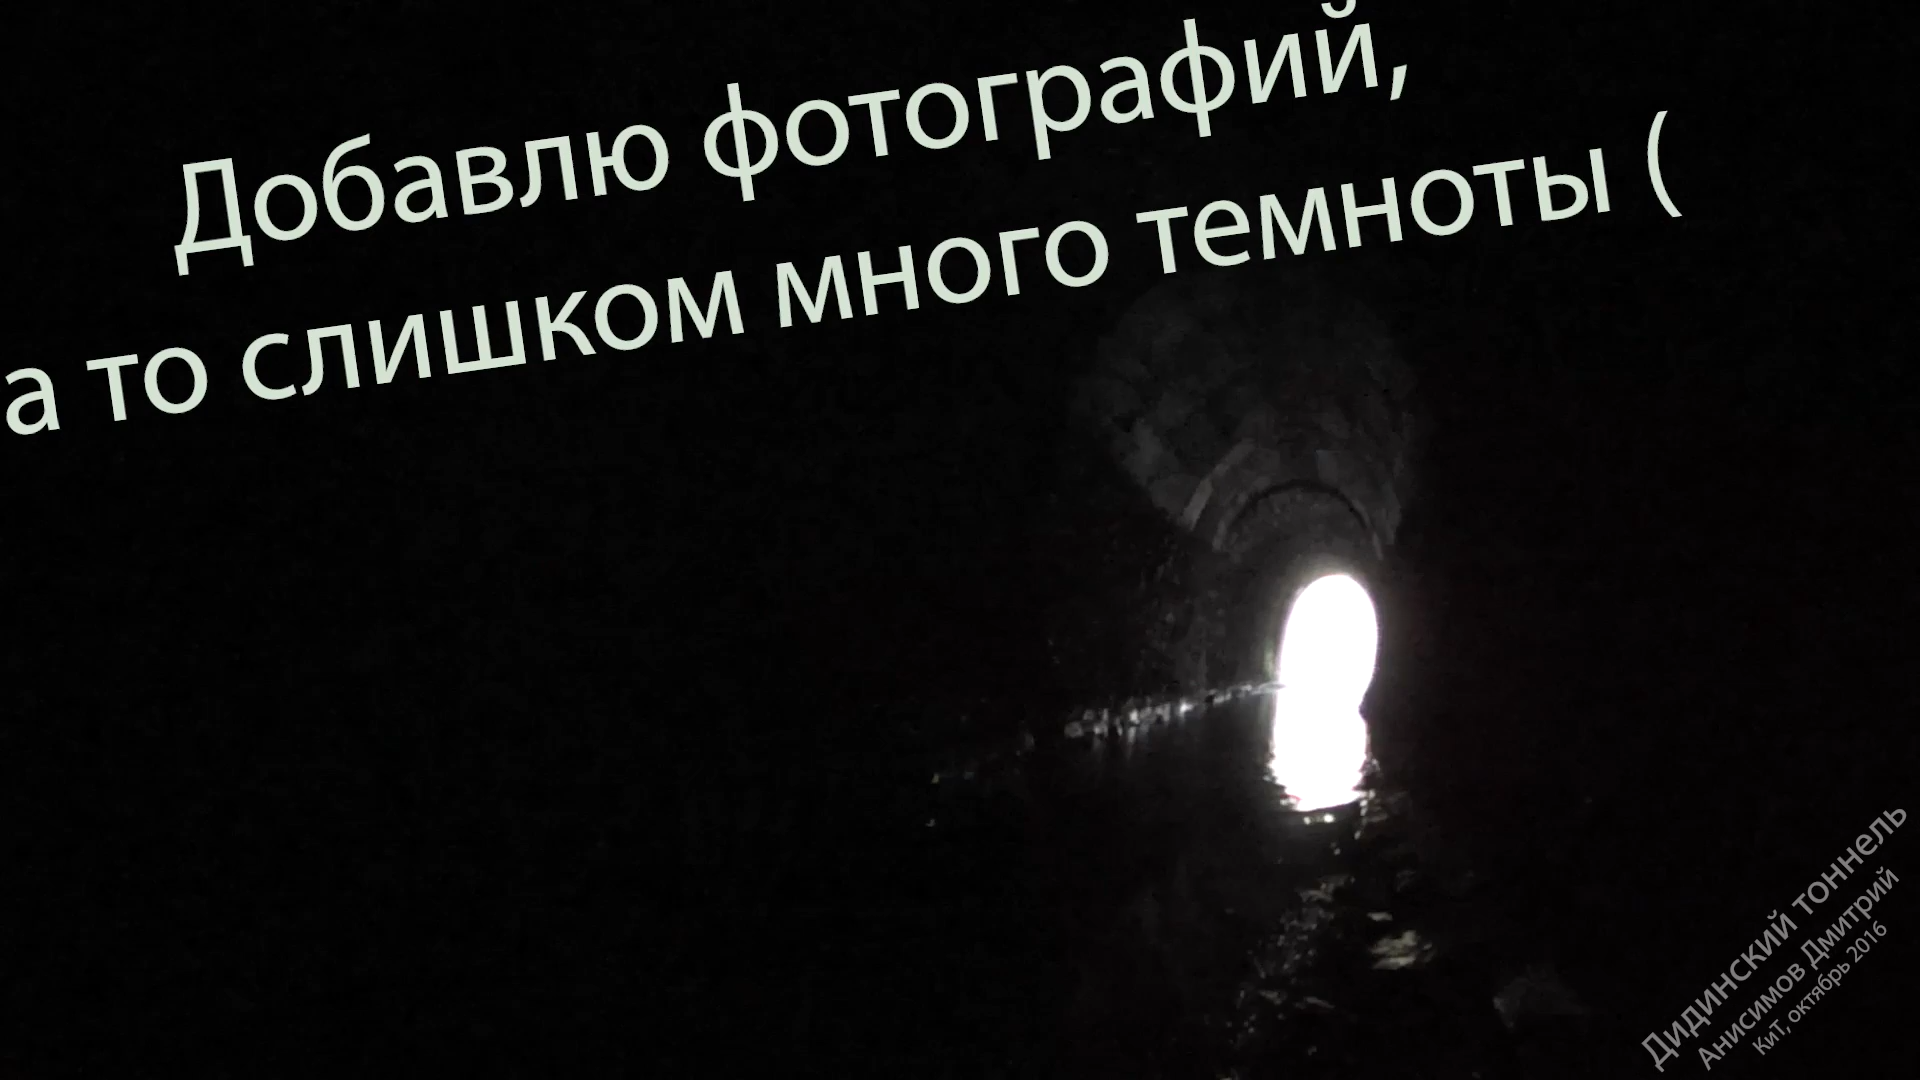 Добавлю фотографий,
а то слишком много темноты (
Дидинский тоннель
Анисимов Дмитрий
КиТ, октябрь 2016